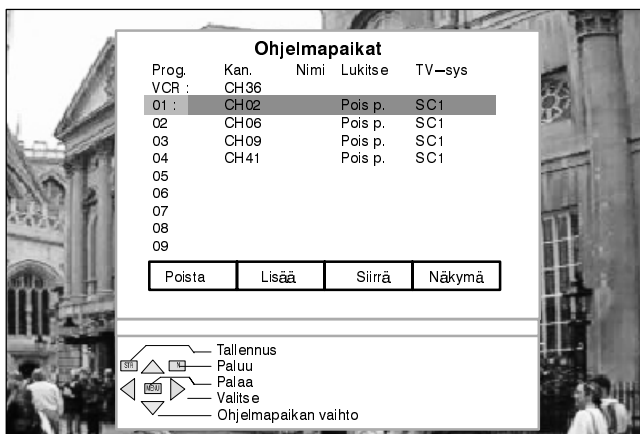 Ohjelmapaikat
Prog. Kan. Nimi Lukitse TV–sys
VCR : CH36
01 : CH02 Pois p. SC1
02 CH06 Pois p. SC1
03 CH09 Pois p. SC1
04 CH41 Pois p. SC1
05
06
07
08
09
Poista Lisää Siirrä Näkymä
Tallennus
STR N Paluu
MENU Palaa
Valitse
Ohjelmapaikan vaihto